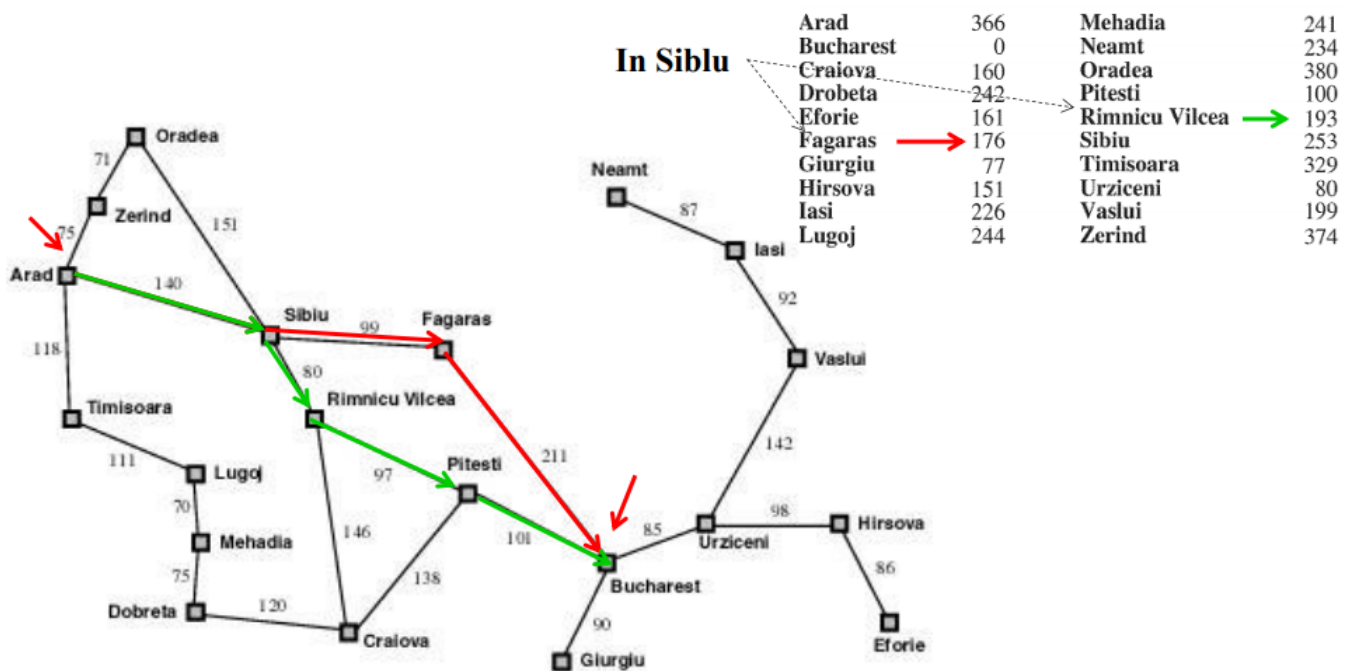 Arad 366 Mehadia 241
Bucharest 0 Neamt 234
In Siblu
Craiova 160 Oradea 380
Drobeta 242 Pitesti 100
Eforie 161 Rimnicu Vilcea 193
Fagaras 176 Sibiu 253
Giurgiu 77 Timisoara 329
Hirsova 151 Urziceni 80
Iasi 226 Vaslui 199
Lugoj 244 Zerind 374
Oradea
71
Neamt
Zerind
87
151
75
Iasi
Arad
140
92
Sibiu
Fagaras
99
118
Vaslui
80
Timisoara
Rimnicu Vilcea
142
111
Pitesti
211
Lugoj
97
70
98
Hirsova
146
85
Urziceni
101
Mehadia
86
138
Bucharest
75
Dobreta
120
90
Craiova
Eforie
Giurgiu